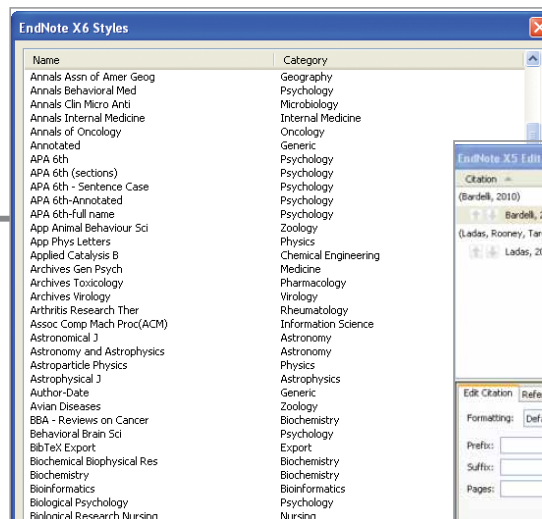 EndNote X6 Styles
Name Category
Annals Assn of Amer Geog Geography
Annals Behavioral Med Psychology
Annals Clin Micro Anti Microbiology
Annals Internal Medicine Internal Medicine
Annals of Oncology Oncology
Annotated Generic
APA 6th Psychology
APA 6th (sections) Psychology
APA 6th - Sentence Case Psychology
APA 6th-Annotated Psychology
APA 6th-full name Psychology
App Animal Behaviour Sci Zoology
App Phys Letters Physics
Applied Catalysis B Chemical Engineering
Archives Gen Psych Medicine
Archives Toxicology Pharmacology
Archives Virology Virology
Arthritis Research Ther Rheumatology
Assoc Comp Mach Proc(ACM) Information Science
Astronomical J Astronomy
Astronomy and Astrophysics Astronomy
Astroparticle Physics Physics
Astrophysical J Astrophysics
Author-Date Generic
Avian Diseases Zoology
BBA - Reviews on Cancer Biochemistry
Behavioral Brain Sci Psychology
BibTeX Export Export
Biochemical Biophysical Res Biochemistry
Biochemistry Biochemistry
Bioinformatics Bioinformatics
Biological Psychology Psychology
Biological Research Nursing Nursing
EndNote X5 Edit
Citation
(Bardelli, 2010)
Bardelli, 2
(Ladas, Rooney, Tar
Ladas, 20
Edit Citation Refe
Formatting: Defa
Prefix:
Suffix:
Pages: